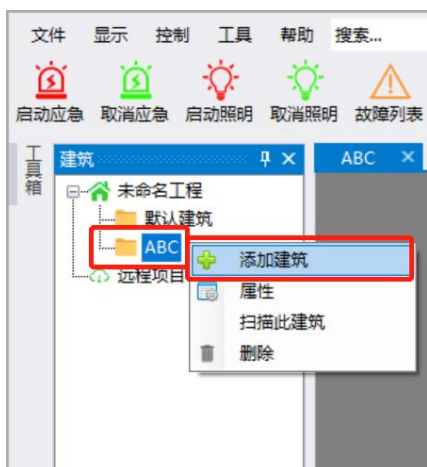 文件 显示 控制 工具 帮助 搜索...
启动应急 取消应急 启动照明 取消照明 故障列表
工具箱
建筑
ABC
未命名工程
默认建筑
ABC
远程项目
添加建筑
属性
扫描此建筑
删除